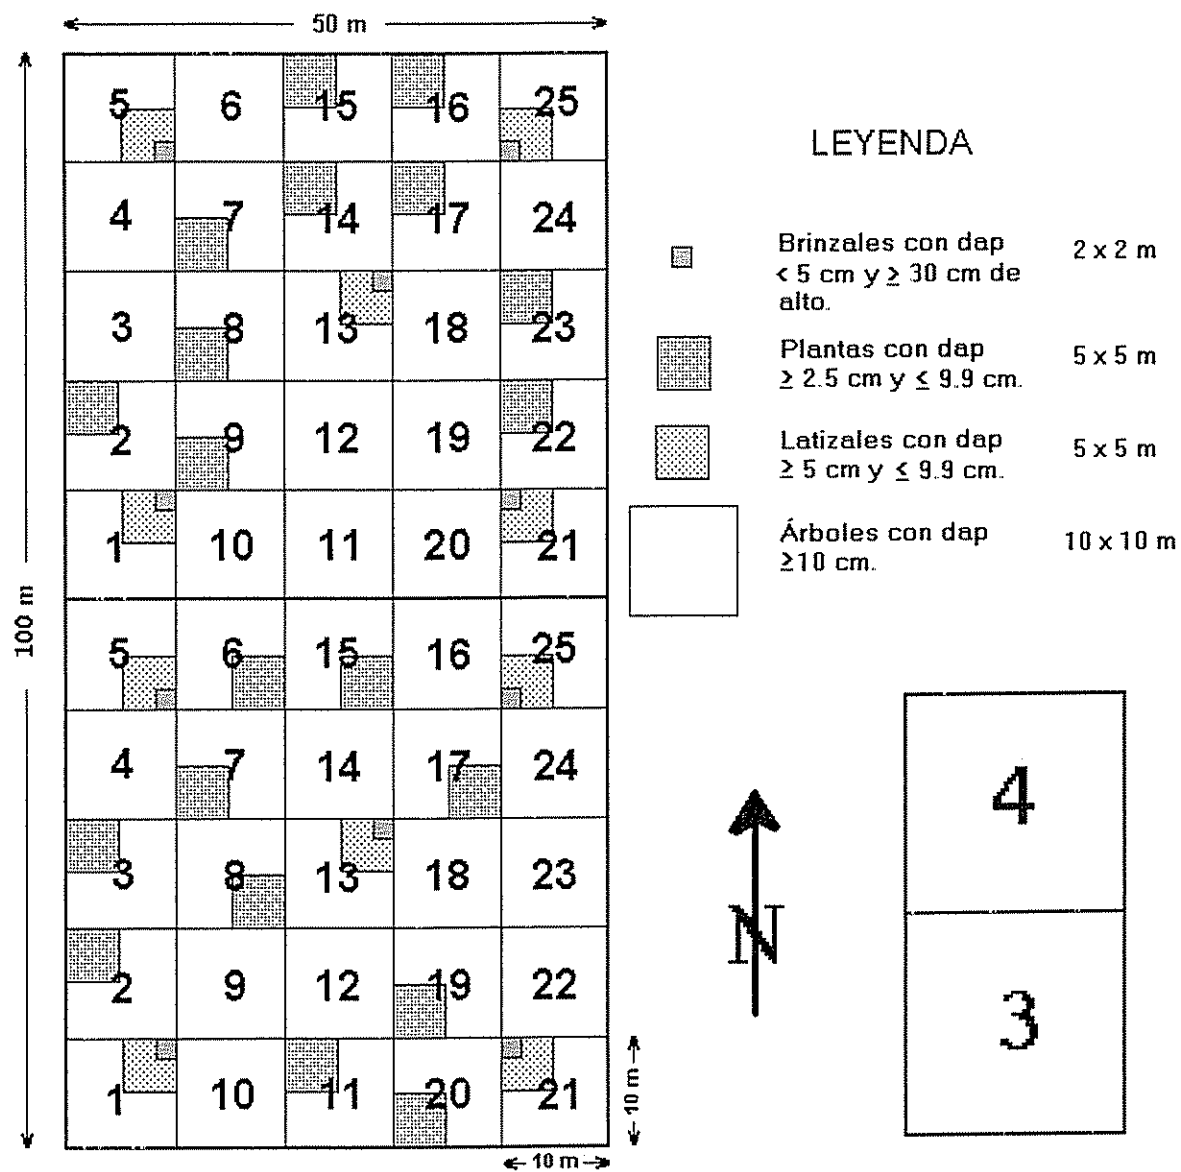 50 m
5 6 15 16 25
4 7 14 17 24
3 8 13 18 23
2 9 12 19 22
1 10 11 20 21
100 m
5 6 15 16 25
4 7 14 17 24
3 8 13 18 23
2 9 12 19 22
1 10 11 20 21
10 m
10 m
LEYENDA
Brinzales con dap 2 x 2 m
< 5 cm y ≥ 30 cm de
alto.
Plantas con dap 5 x 5 m
≥ 2.5 cm y ≤ 9.9 cm.
Latizales con dap 5 x 5 m
≥ 5 cm y ≤ 9.9 cm.
Árboles con dap 10 x 10 m
≥10 cm.
N
4
3